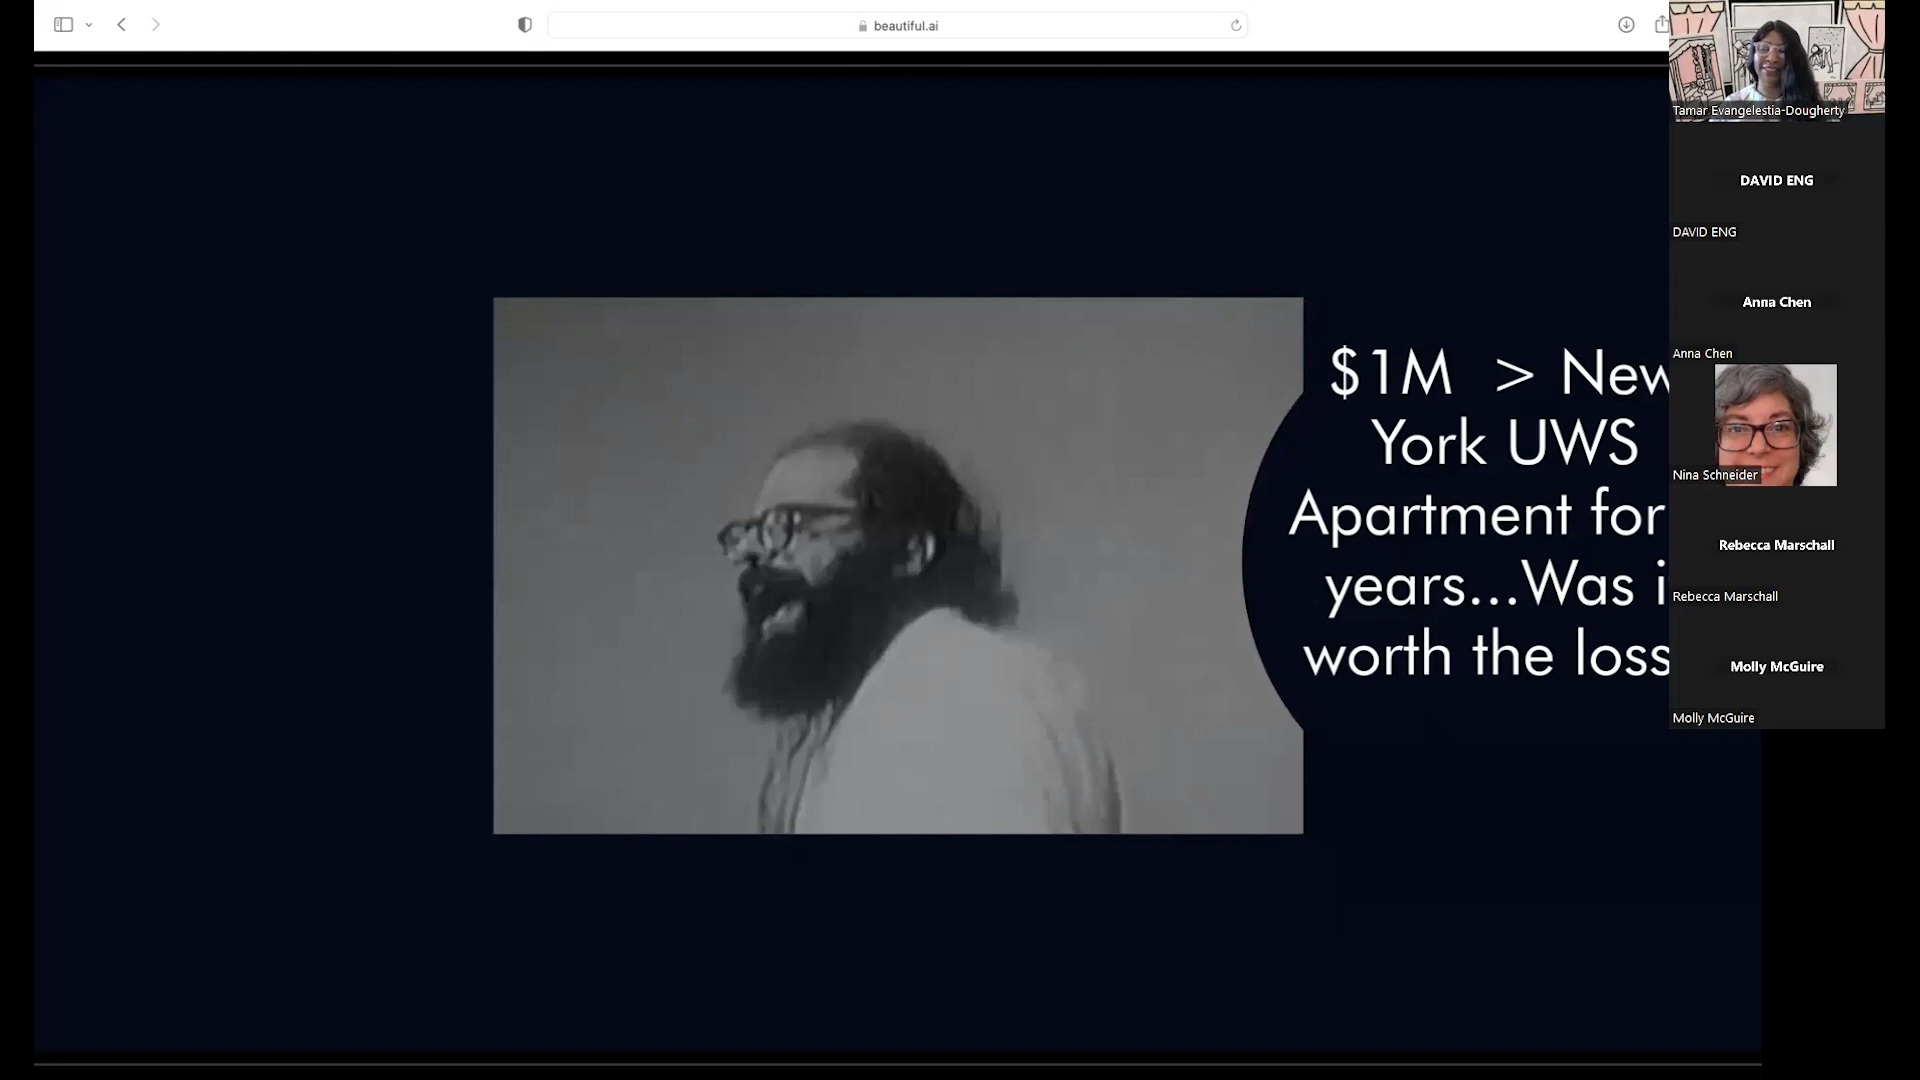 beautiful.ai
$1M > New
York UWS
Apartment for
years...Was i
worth the loss
Tamar Evangelestia-Dougherty
DAVID ENG
DAVID ENG
Anna Chen
Anna Chen
Nina Schneider
Rebecca Marschall
Rebecca Marschall
Molly McGuire
Molly McGuire